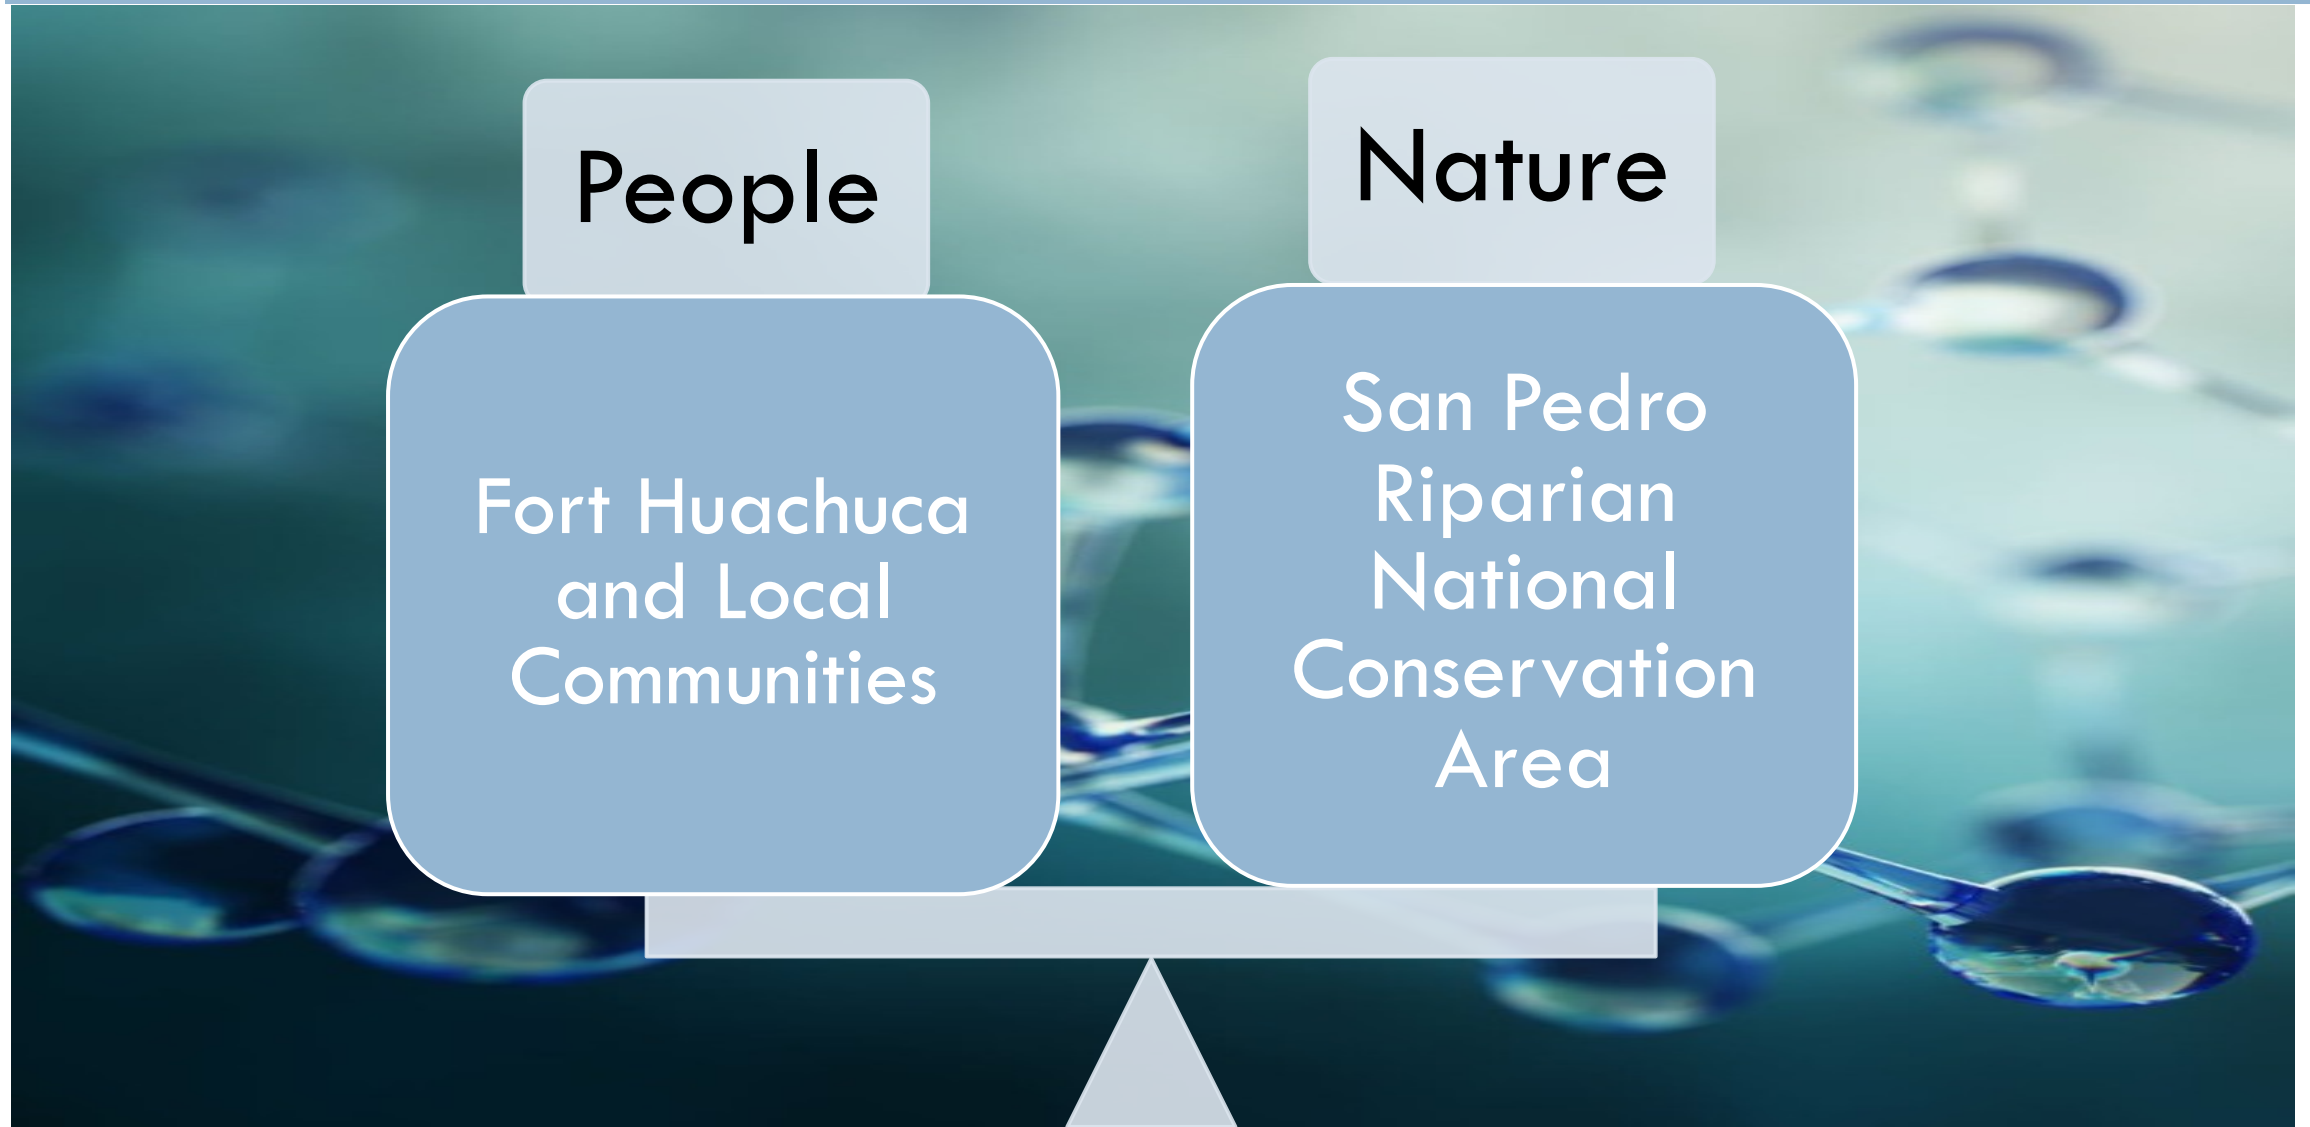 People
Fort Huachuca
and Local
Communities
Nature
San Pedro
Riparian
National
Conservation
Area